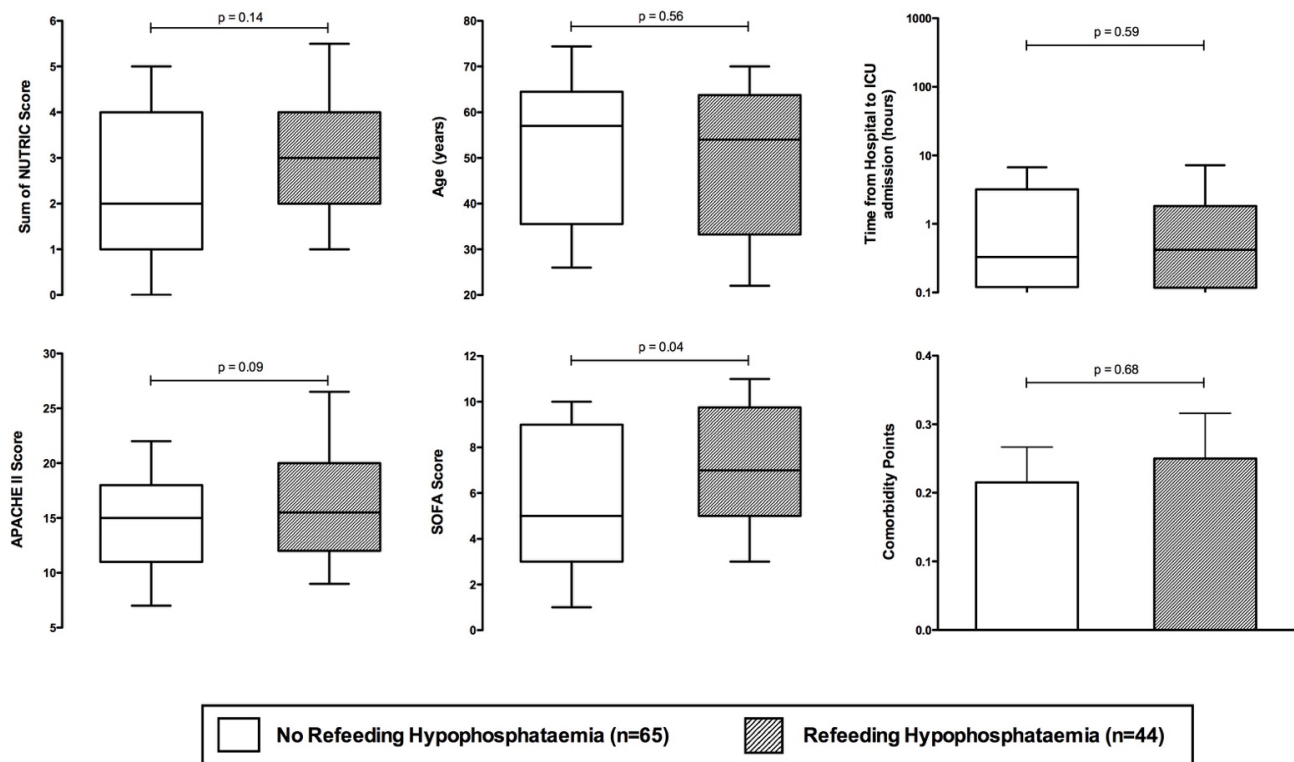 p = 0.14
6
5
4
3
2
1
0
Sum of NUTRIC Score
p = 0.56
80
70
60
50
40
30
20
Age (years)
p = 0.59
1000
100
10
1
0.1
Time from Hospital to ICU
admission (hours)
p = 0.09
30
25
20
15
10
5
APACHE II Score
p = 0.04
12
10
8
6
4
2
0
SOFA Score
p = 0.68
0.4
0.3
0.2
0.1
0.0
Comorbidity Points
No Refeeding Hypophosphataemia (n=65)
Refeeding Hypophosphataemia (n=44)